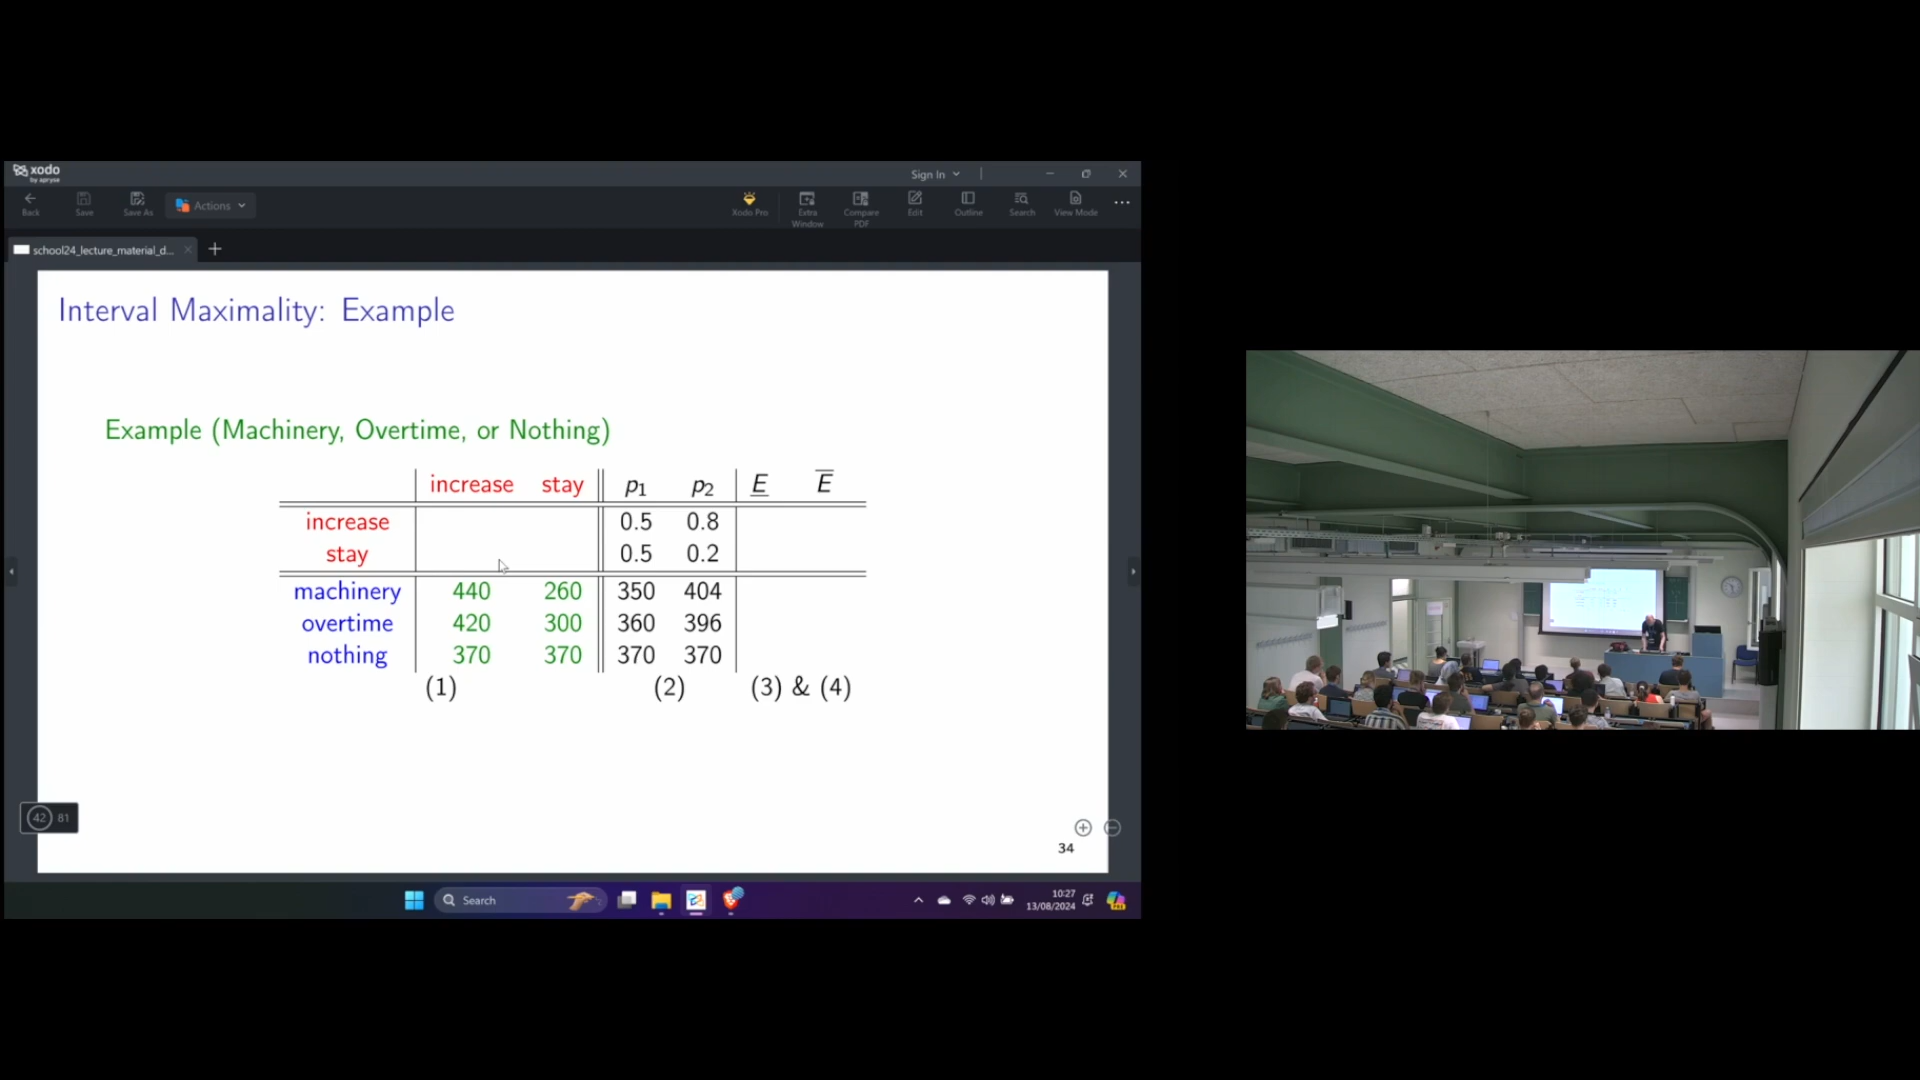 xodo
by apryse
Sign In
Back
Save
Save As
Actions
Xodo Pro
Extra Window
Compare PDF
Edit
Outline
Search
View Mode
school24_lecture_material_d...
Interval Maximality: Example
Example (Machinery, Overtime, or Nothing)
increase stay p1 p2 E E
increase 0.5 0.8
stay 0.5 0.2
machinery 440 260 350 404
overtime 420 300 360 396
nothing 370 370 370 370
(1) (2) (3) & (4)
42 81
34
Search
10:27
13/08/2024